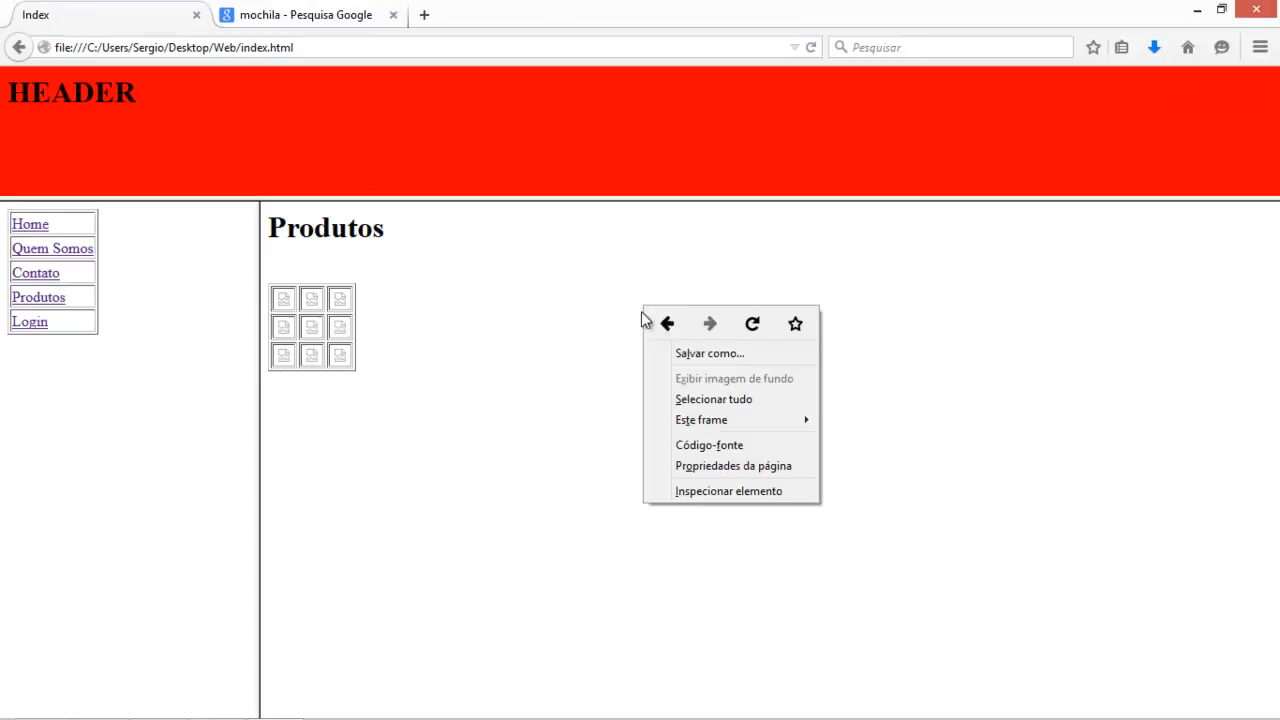 Index
mochila - Pesquisa Google
file:///C:/Users/Sergio/Desktop/Web/index.html
Pesquisar
HEADER
Home
Quem Somos
Contato
Produtos
Login
Produtos
Salvar como...
Exibir imagem de fundo
Selecionar tudo
Este frame
Código-fonte
Propriedades da página
Inspecionar elemento